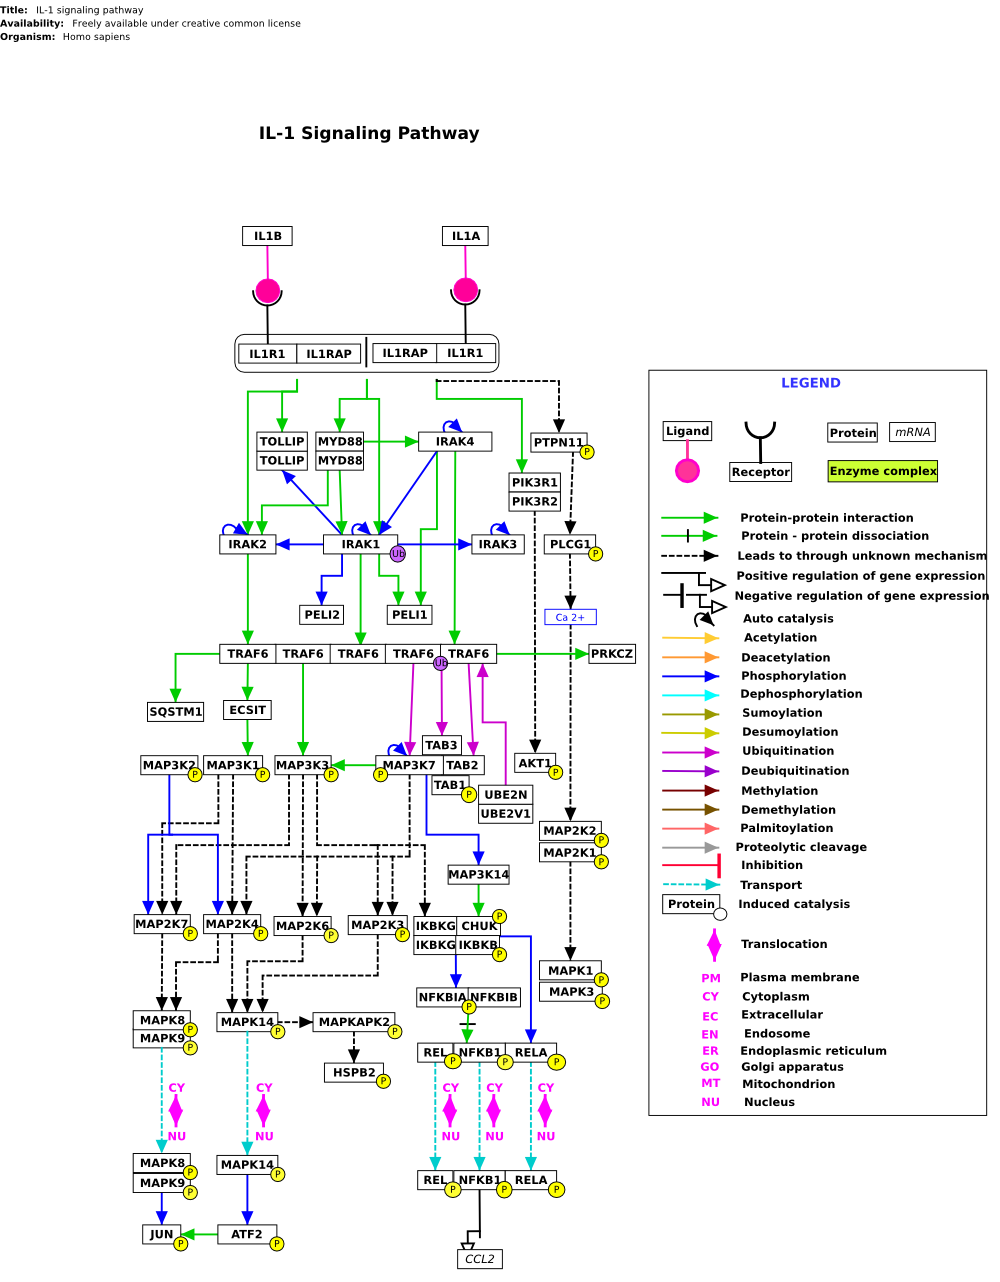 Title: IL-1 signaling pathway
Availability: Freely available under creative common license
Organism: Homo sapiens
IL-1 Signaling Pathway
IL1B IL1A
IL1R1 IL1RAP IL1RAP IL1R1
TOLLIP MYD88 IRAK4 PTPN11 P
TOLLIP MYD88
PIK3R1
PIK3R2
IRAK2 IRAK1 Ub IRAK3 PLCG1 P
PELI2 PELI1 Ca 2+
TRAF6 TRAF6 TRAF6 TRAF6 Ub TRAF6 PRKCZ
SQSTM1 ECSIT
TAB3
MAP3K2 P MAP3K1 P MAP3K3 P P MAP3K7 TAB2 AKT1 P
TAB1 P
UBE2N
UBE2V1
MAP2K2 P
MAP2K1 P
MAP3K14
MAP2K7 P MAP2K4 P MAP2K6 P MAP2K3 P IKBKG CHUK P
IKBKG IKBKB P
MAPK1 P
MAPK3 P
NFKBIA P NFKBIB
MAPK8 P MAPK14 P MAPKAPK2 P
MAPK9 P
REL P NFKB1 P RELA P
HSPB2 P
CY CY CY CY CY
NU NU NU NU NU
MAPK8 P MAPK14 P
MAPK9 P
REL P NFKB1 P RELA P
JUN P ATF2 P
CCL2
LEGEND
Ligand Receptor Protein mRNA
Enzyme complex
Protein-protein interaction
Protein - protein dissociation
Leads to through unknown mechanism
Positive regulation of gene expression
Negative regulation of gene expression
Auto catalysis
Acetylation
Deacetylation
Phosphorylation
Dephosphorylation
Sumoylation
Desumoylation
Ubiquitination
Deubiquitination
Methylation
Demethylation
Palmitoylation
Proteolytic cleavage
Inhibition
Transport
Protein Induced catalysis
Translocation
PM Plasma membrane
CY Cytoplasm
EC Extracellular
EN Endosome
ER Endoplasmic reticulum
GO Golgi apparatus
MT Mitochondrion
NU Nucleus